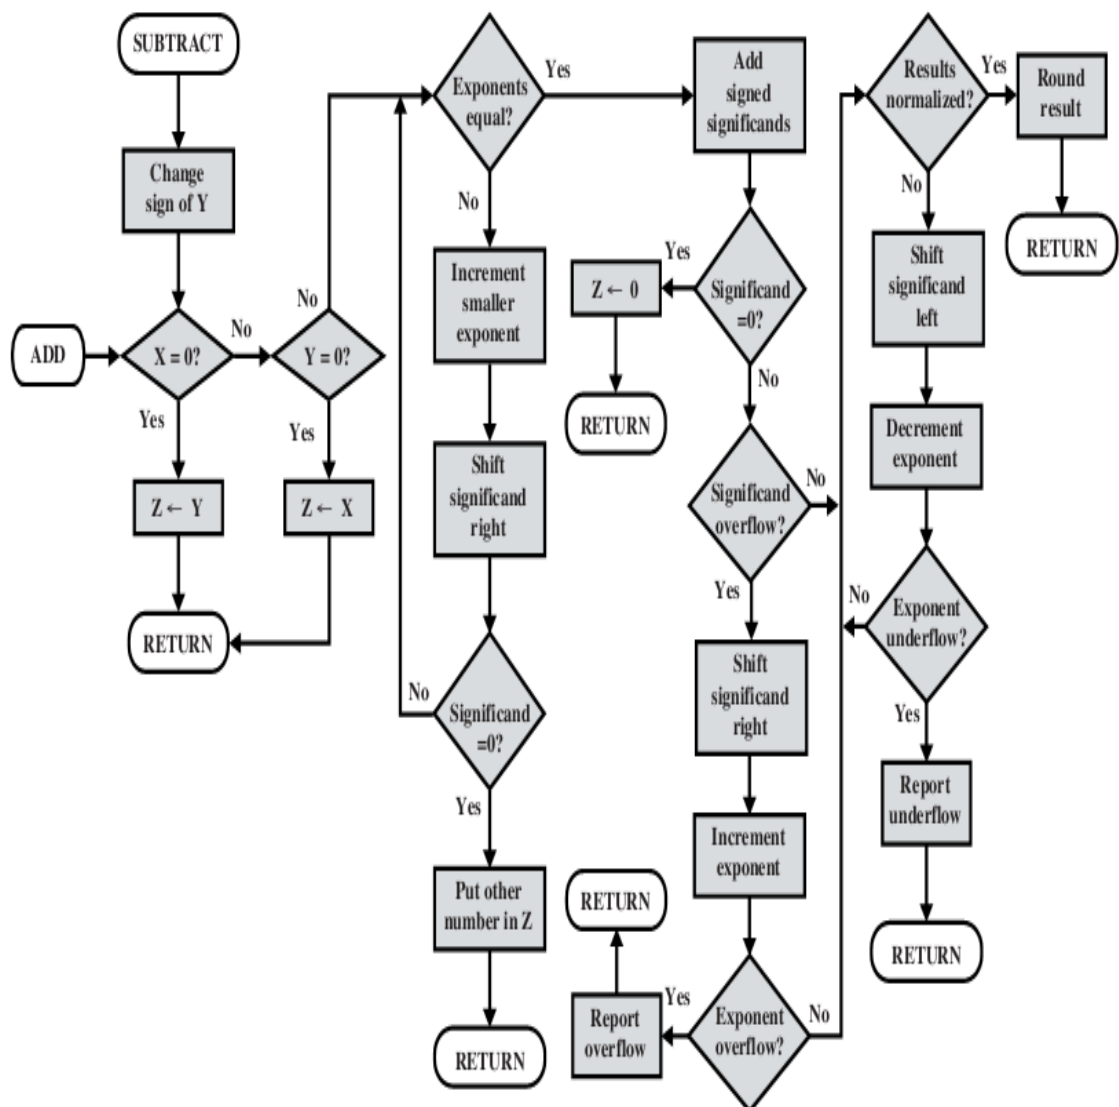 SUBTRACT
Change
sign of Y
ADD
X = 0?
No
Yes
Z ← Y
RETURN
Y = 0?
No
Yes
Z ← X
Exponents
equal?
Yes
No
Increment
smaller
exponent
Shift
significand
right
Significand
=0?
No
Yes
Put other
number in Z
RETURN
Add
signed
significands
Significand
=0?
Yes
Z ← 0
RETURN
No
Significand
overflow?
No
Yes
Shift
significand
right
Increment
exponent
Exponent
overflow?
Yes
Report
overflow
RETURN
No
Results
normalized?
Yes
Round
result
RETURN
No
Shift
significand
left
Decrement
exponent
Exponent
underflow?
No
Yes
Report
underflow
RETURN